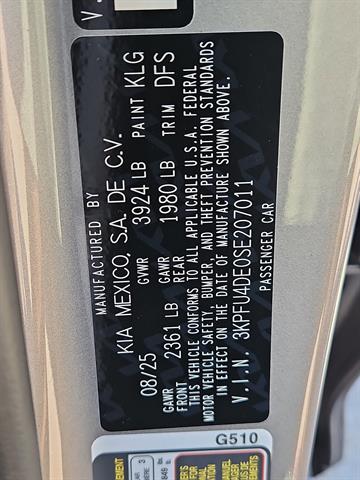 MANUFACTURED BY
KIA MEXICO, S.A. DE C.V.
08/25 GVWR 3924 LB PAINT KLG
GAWR FRONT 2361 LB GAWR REAR 1980 LB TRIM DFS
THIS VEHICLE CONFORMS TO ALL APPLICABLE U.S.A. FEDERAL
MOTOR VEHICLE SAFETY, BUMPER, AND THEFT PREVENTION STANDARDS
IN EFFECT ON THE DATE OF MANUFACTURE SHOWN ABOVE.
V.I.N. 3KPFU4DE0SE207011
PASSENGER CAR
G510